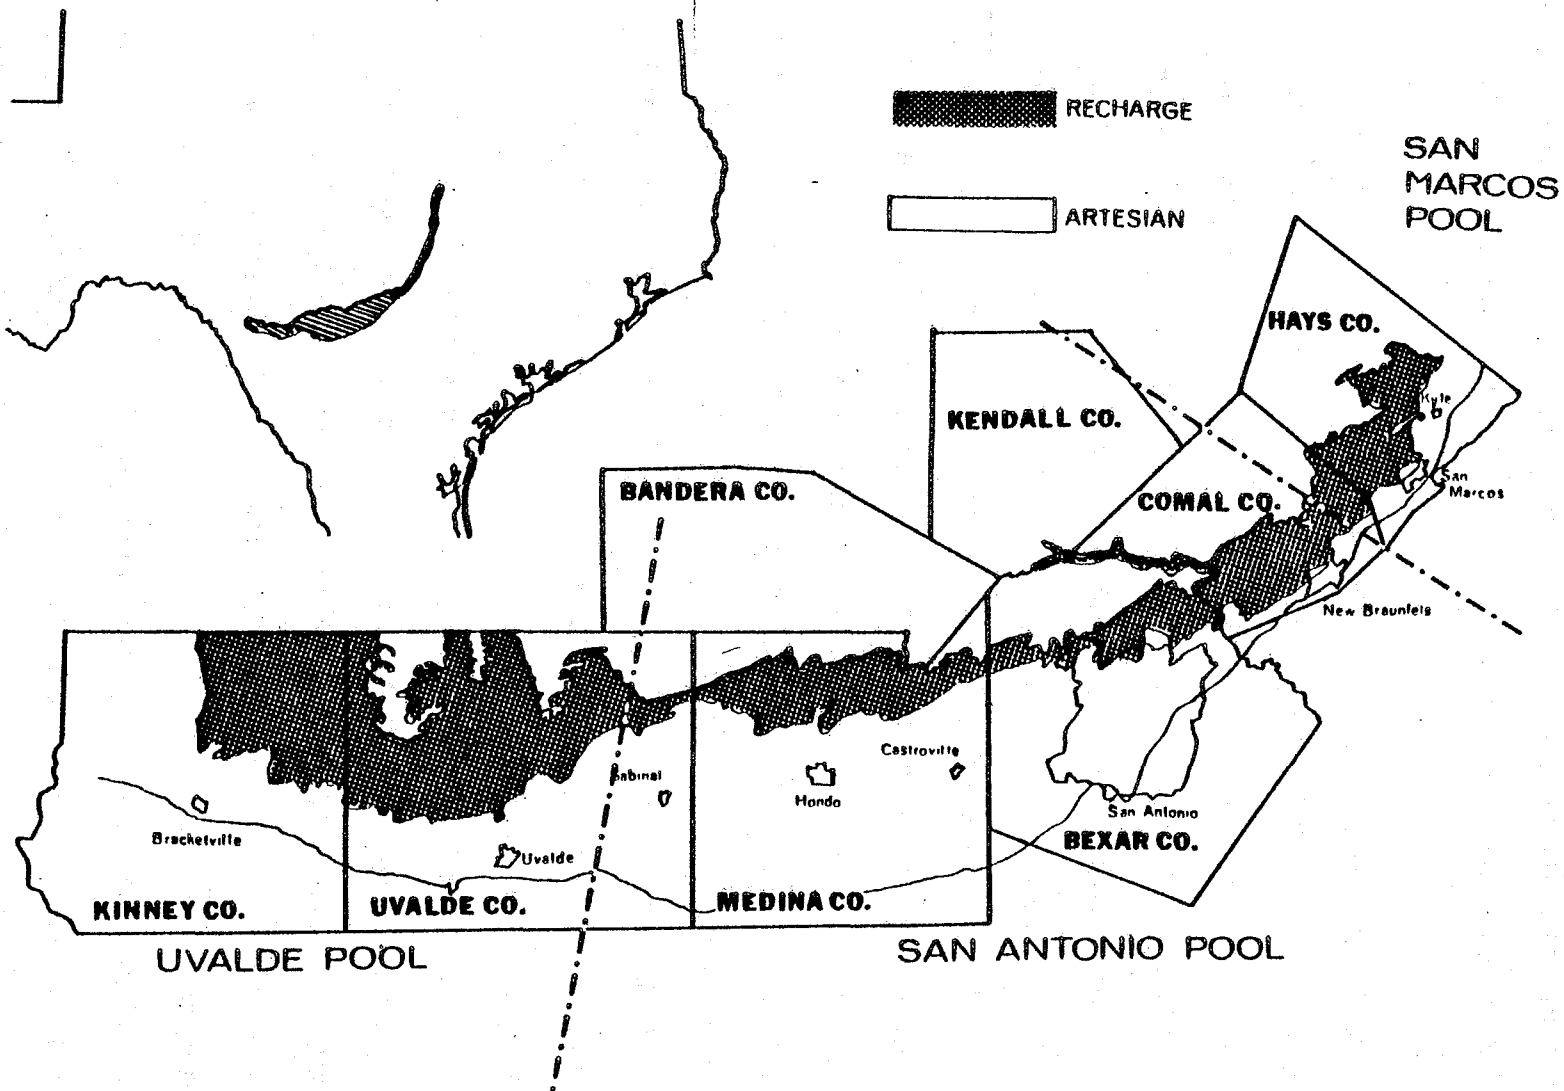 RECHARGE
SAN
MARCOS
POOL
ARTESIAN
HAYS CO.
Kyle
KENDALL CO.
San
Marcos
BANDERA CO.
COMAL CO.
New Braunfels
Castroville
Sabinal
Hondo
San Antonio
Bracketville
Uvalde
BEXAR CO.
KINNEY CO.
UVALDE CO.
MEDINA CO.
UVALDE POOL
SAN ANTONIO POOL